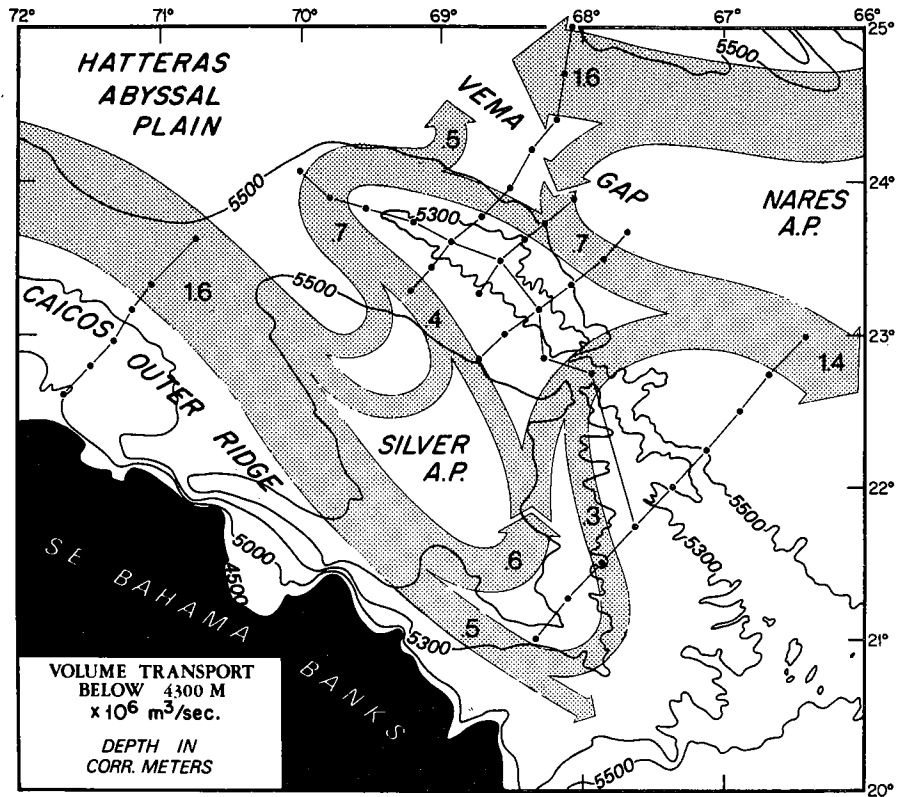 72° 71° 70° 69° 68° 67° 66°
25°
24°
23°
22°
21°
20°
HATTERAS
ABYSSAL
PLAIN
VEMA
GAP
NARES
A.P.
CAICOS
OUTER
RIDGE
SILVER
A.P.
SE BAHAMA
BANKS
5500
1.6
.5
5500
5300
.7
.7
1.6
5500
.4
1.4
.3
5500
5300
5000
4500
.6
.5
5300
5500
VOLUME TRANSPORT
BELOW 4300 M
x 10⁶ m³/sec.
DEPTH IN
CORR. METERS